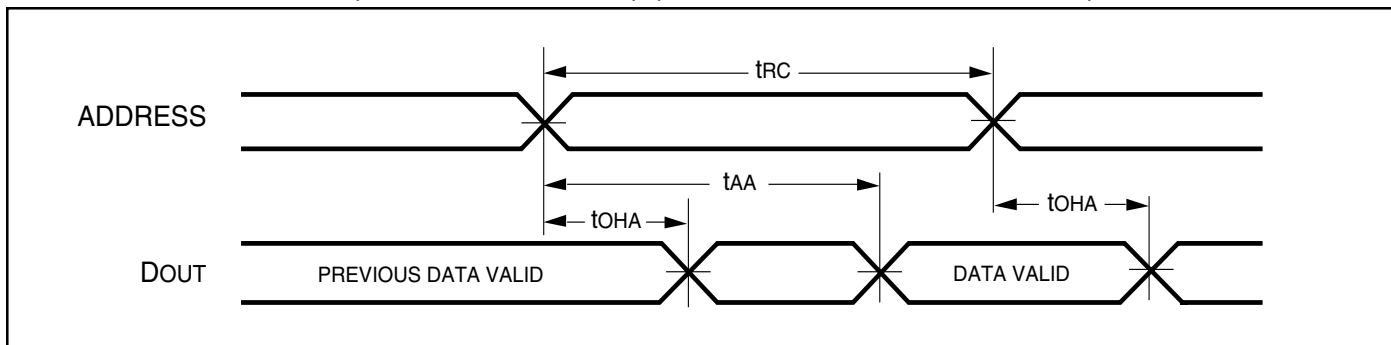 tRC
ADDRESS
tAA
tOHA
tOHA
DOUT
PREVIOUS DATA VALID
DATA VALID